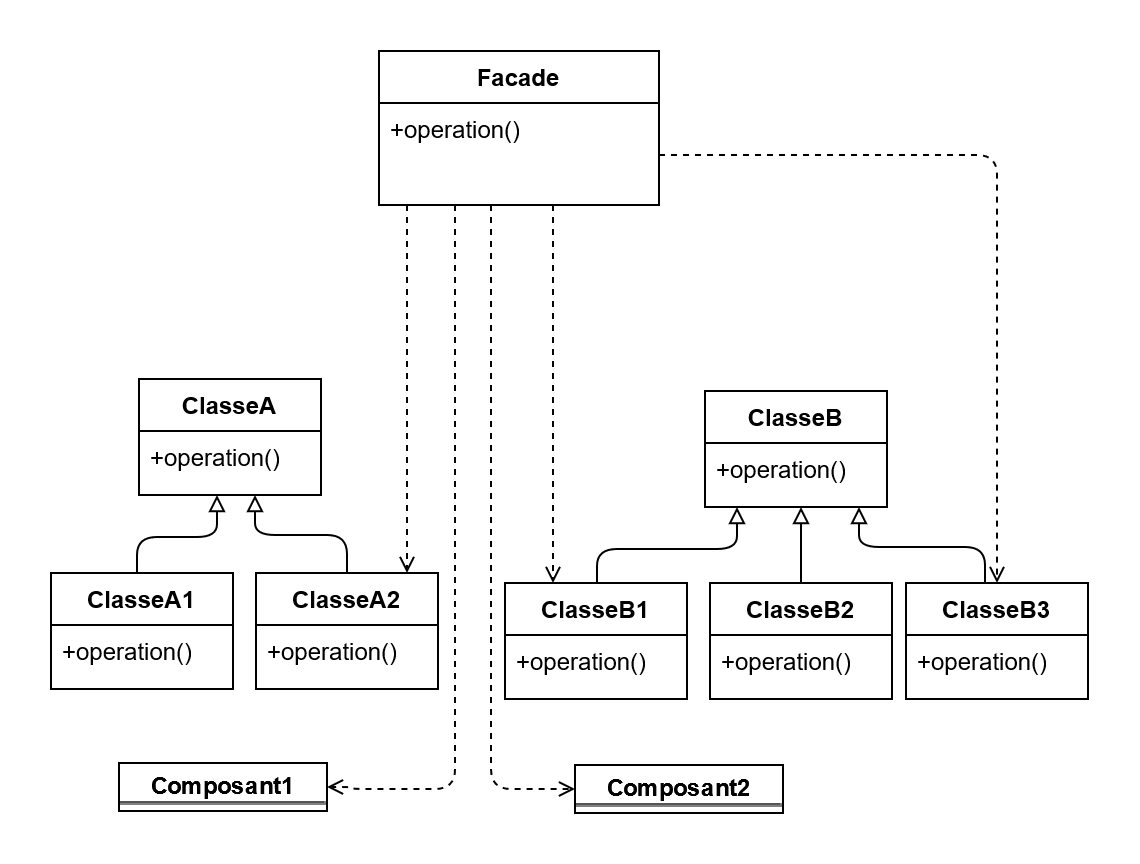 Facade
+operation()
ClasseA
+operation()
ClasseB
+operation()
ClasseA1
+operation()
ClasseA2
+operation()
ClasseB1
+operation()
ClasseB2
+operation()
ClasseB3
+operation()
Composant1
Composant2